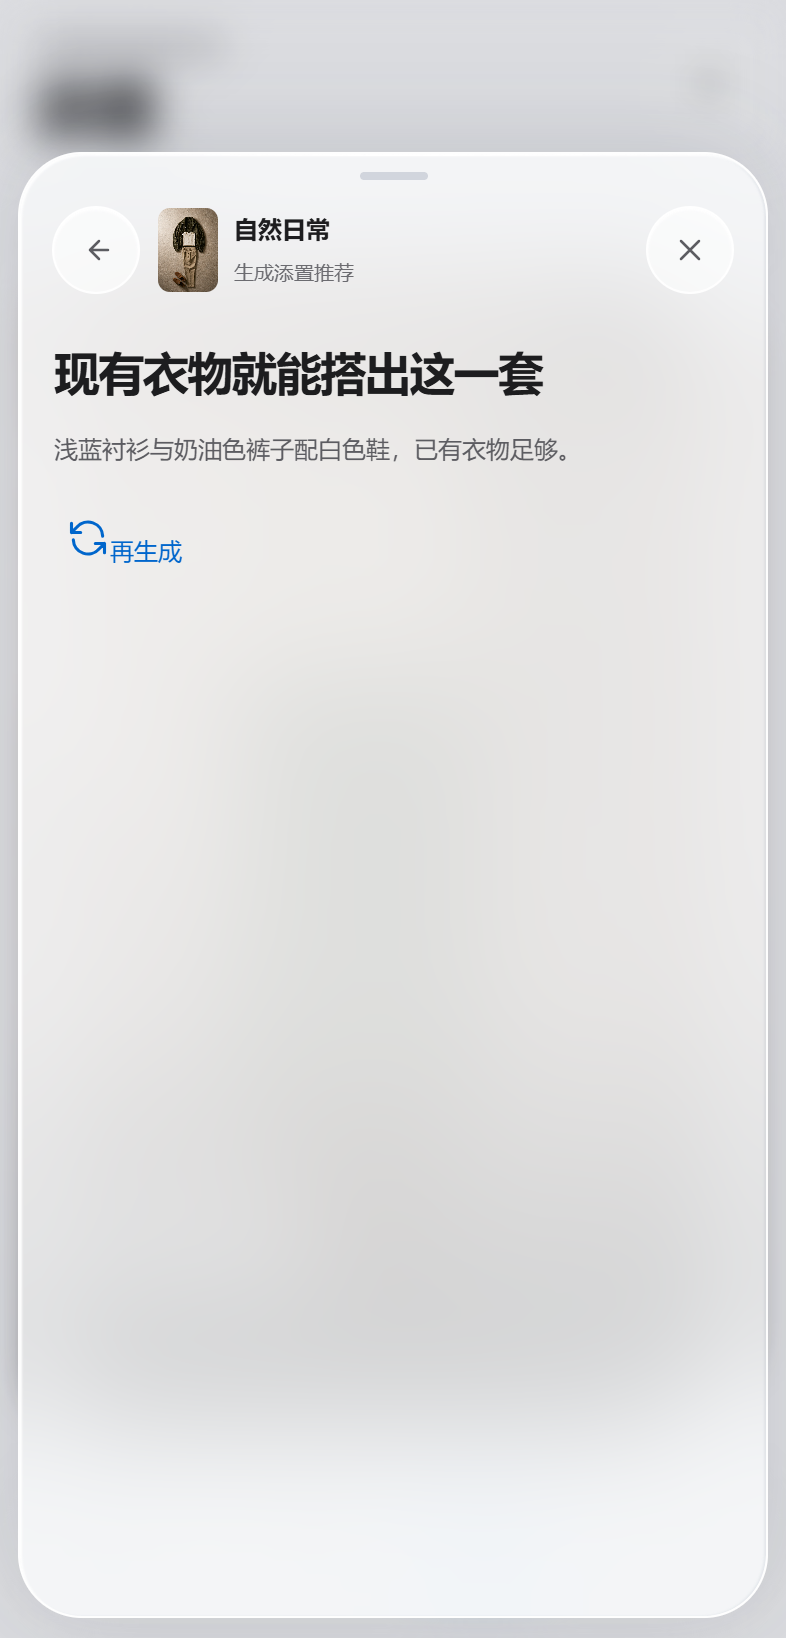 自然日常
生成添置推荐
现有衣物就能搭出这一套
浅蓝衬衫与奶油色裤子配白色鞋，已有衣物足够。
再生成